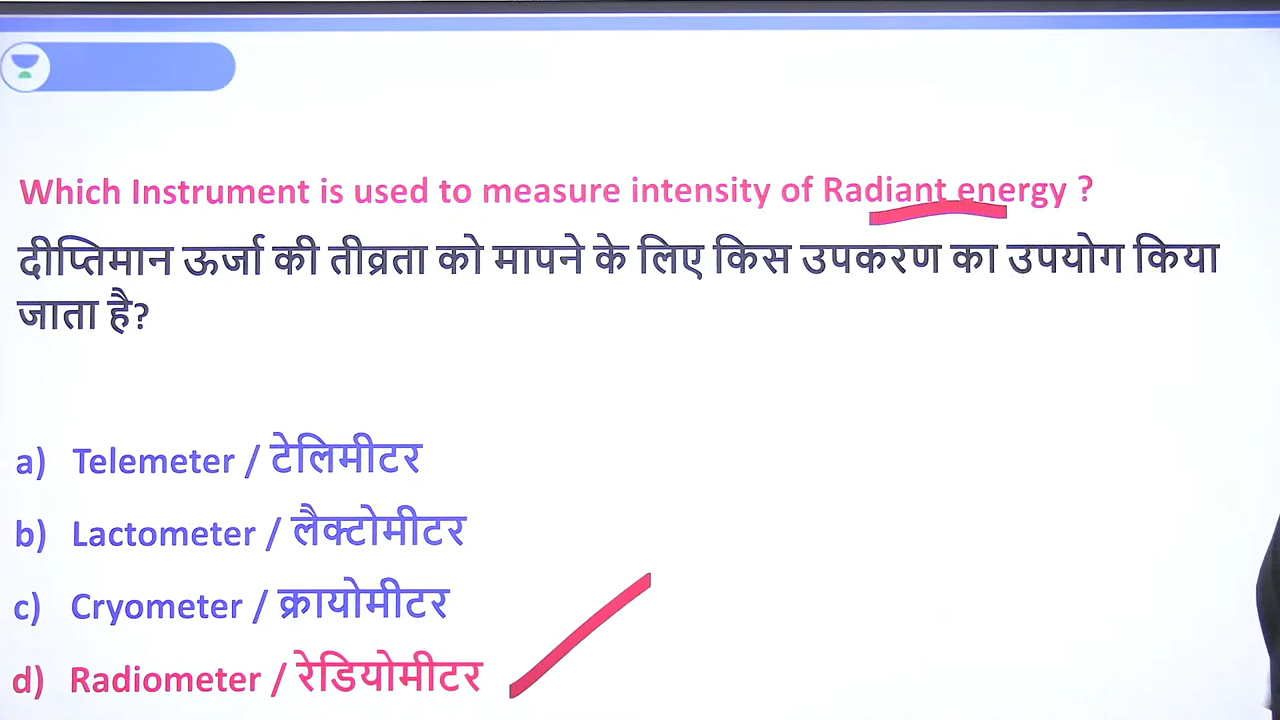 Which Instrument is used to measure intensity of Radiant energy ?
दीप्तिमान ऊर्जा की तीव्रता को मापने के लिए किस उपकरण का उपयोग किया
जाता है?
a) Telemeter / टेलिमीटर
b) Lactometer / लैक्टोमीटर
c) Cryometer / क्रायोमीटर
d) Radiometer / रेडियोमीटर